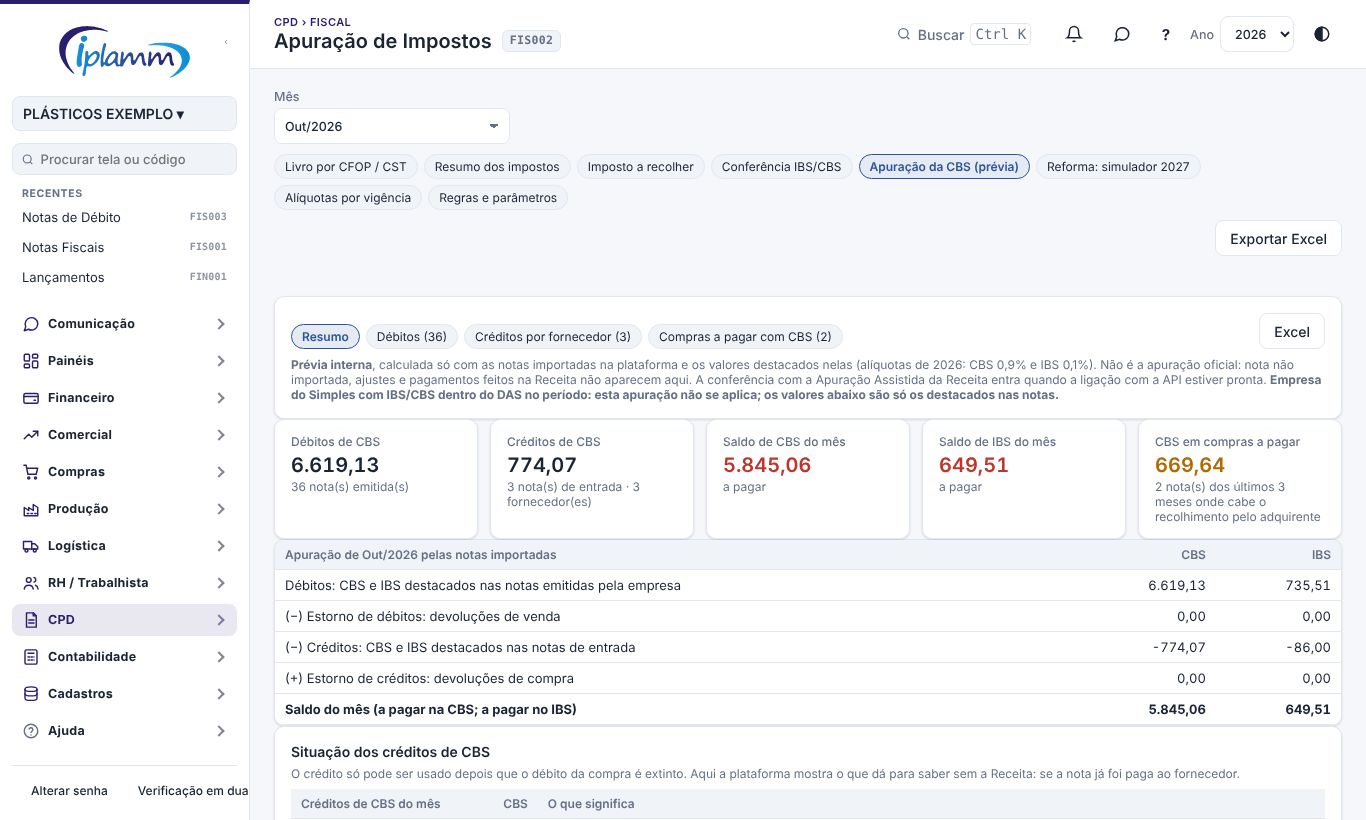 iplamm
PLÁSTICOS EXEMPLO ▾
Procurar tela ou código
RECENTES
Notas de Débito FIS003
Notas Fiscais FIS001
Lançamentos FIN001
Comunicação
Painéis
Financeiro
Comercial
Compras
Produção
Logística
RH / Trabalhista
CPD
Contabilidade
Cadastros
Ajuda
Alterar senha Verificação em dua
CPD › FISCAL
Apuração de Impostos FIS002
Buscar Ctrl K ? Ano 2026
Mês
Out/2026
Livro por CFOP / CST Resumo dos impostos Imposto a recolher Conferência IBS/CBS Apuração da CBS (prévia) Reforma: simulador 2027
Alíquotas por vigência Regras e parâmetros
Exportar Excel
Resumo Débitos (36) Créditos por fornecedor (3) Compras a pagar com CBS (2) Excel
Prévia interna, calculada só com as notas importadas na plataforma e os valores destacados nelas (alíquotas de 2026: CBS 0,9% e IBS 0,1%). Não é a apuração oficial: nota não
importada, ajustes e pagamentos feitos na Receita não aparecem aqui. A conferência com a Apuração Assistida da Receita entra quando a ligação com a API estiver pronta. Empresa
do Simples com IBS/CBS dentro do DAS no período: esta apuração não se aplica; os valores abaixo são só os destacados nas notas.
Débitos de CBS
6.619,13
36 nota(s) emitida(s)
Créditos de CBS
774,07
3 nota(s) de entrada · 3
fornecedor(es)
Saldo de CBS do mês
5.845,06
a pagar
Saldo de IBS do mês
649,51
a pagar
CBS em compras a pagar
669,64
2 nota(s) dos últimos 3
meses onde cabe o
recolhimento pelo adquirente
Apuração de Out/2026 pelas notas importadas CBS IBS
Débitos: CBS e IBS destacados nas notas emitidas pela empresa 6.619,13 735,51
(−) Estorno de débitos: devoluções de venda 0,00 0,00
(−) Créditos: CBS e IBS destacados nas notas de entrada -774,07 -86,00
(+) Estorno de créditos: devoluções de compra 0,00 0,00
Saldo do mês (a pagar na CBS; a pagar no IBS) 5.845,06 649,51
Situação dos créditos de CBS
O crédito só pode ser usado depois que o débito da compra é extinto. Aqui a plataforma mostra o que dá para saber sem a Receita: se a nota já foi paga ao fornecedor.
Créditos de CBS do mês CBS O que significa